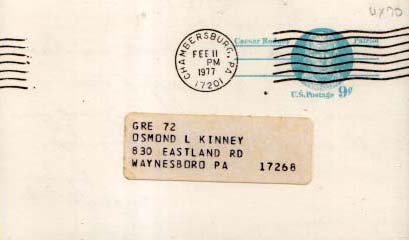 UX70
Caesar Rodney Patriot
CHAMBERSBURG, PA
FEB 11
PM
1977
17201
U.S. Postage 9¢
GRE 72
OSMOND L KINNEY
830 EASTLAND RD
WAYNESBORO PA 17268